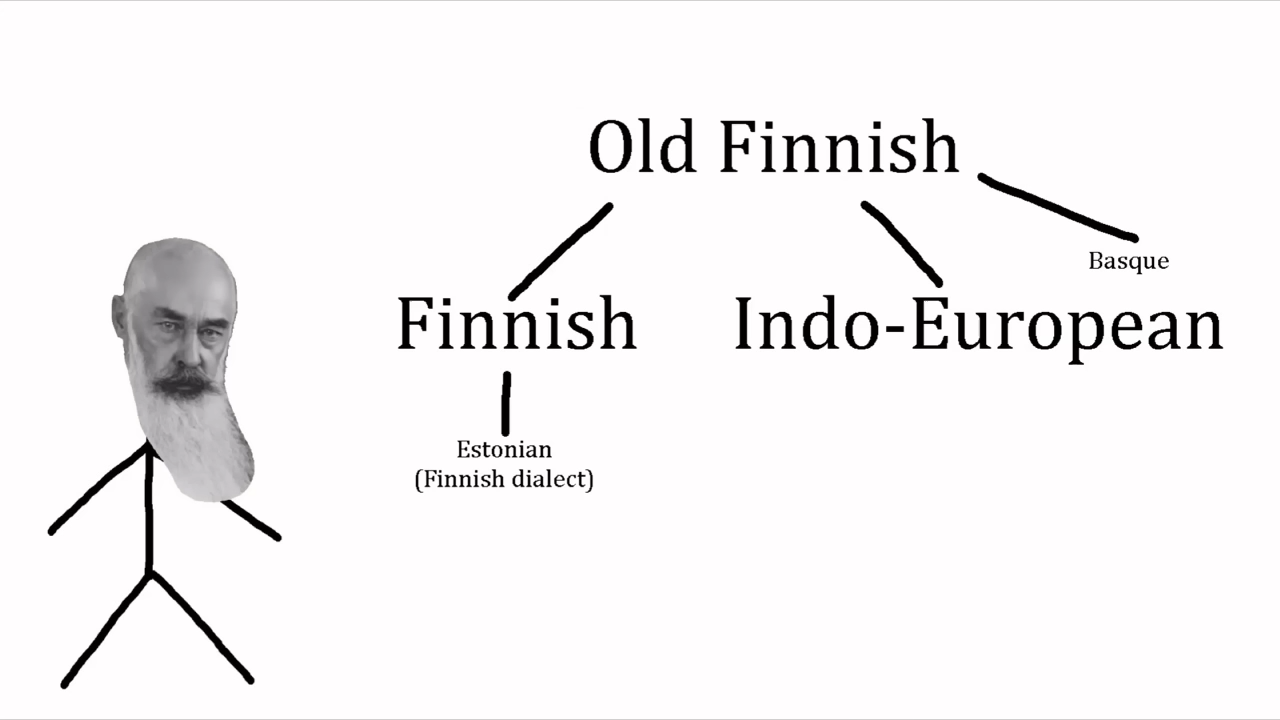 Old Finnish
Basque
Finnish
Indo-European
Estonian
(Finnish dialect)